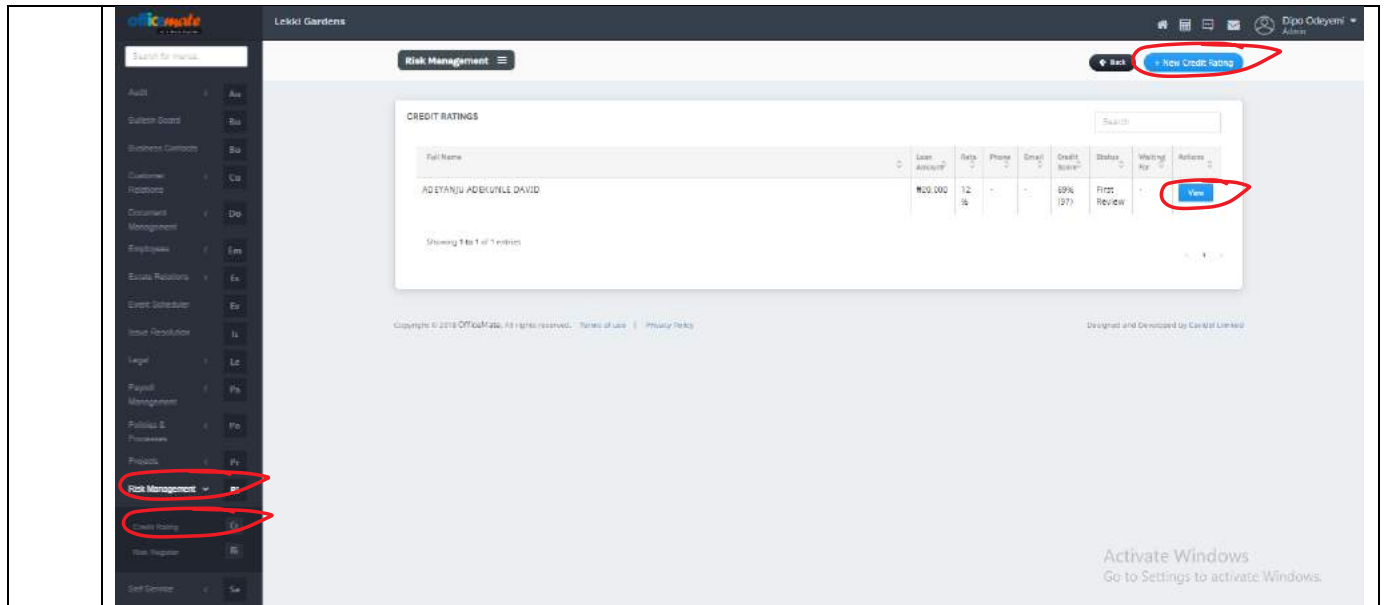 officemate
Lekki Gardens
Dipo Odeyemi
Admin
Search for menus..
Risk Management
Back
+ New Credit Rating
Audit
Au
Bulletin Board
Bu
Business Contacts
Bo
Customer
Relations
Cu
Document
Management
Do
Employees
Em
Estate Relations
Es
Event Scheduler
Ev
Issue Resolution
Is
Legal
Le
Payroll
Management
Pa
Policies &
Processes
Po
Projects
Pr
Risk Management
Credit Rating
Risk Register
Self Service
Se
CREDIT RATINGS
Search
Full Name
Loan
Amount
Rate
Phone
Email
Credit
Score
Status
Waiting
For
Actions
ADEYANJU ADEKUNLE DAVID
₦20,000
12
%
-
-
69%
(97)
First
Review
-
View
Showing 1 to 1 of 1 entries
‹ 1 ›
Copyright © 2018 OfficeMate, All rights reserved. Terms of use | Privacy Policy
Designed and Developed by Limited
Activate Windows
Go to Settings to activate Windows.